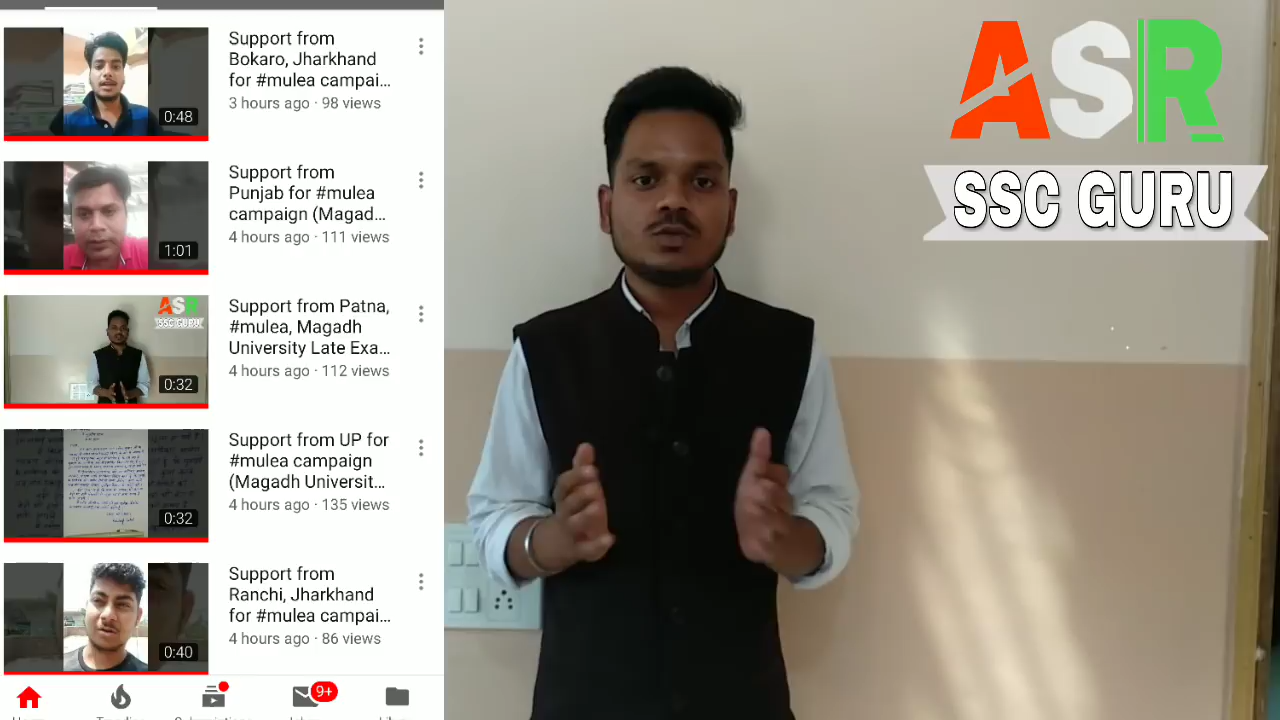 Support from
Bokaro, Jharkhand
for #mulea campai...
3 hours ago · 98 views
0:48
Support from
Punjab for #mulea
campaign (Magad...
4 hours ago · 111 views
1:01
Support from Patna,
#mulea, Magadh
University Late Exa...
4 hours ago · 112 views
ASR
SSC GURU
0:32
Support from UP for
#mulea campaign
(Magadh Universit...
4 hours ago · 135 views
0:32
Support from
Ranchi, Jharkhand
for #mulea campai...
4 hours ago · 86 views
0:40
9+
ASR
SSC GURU